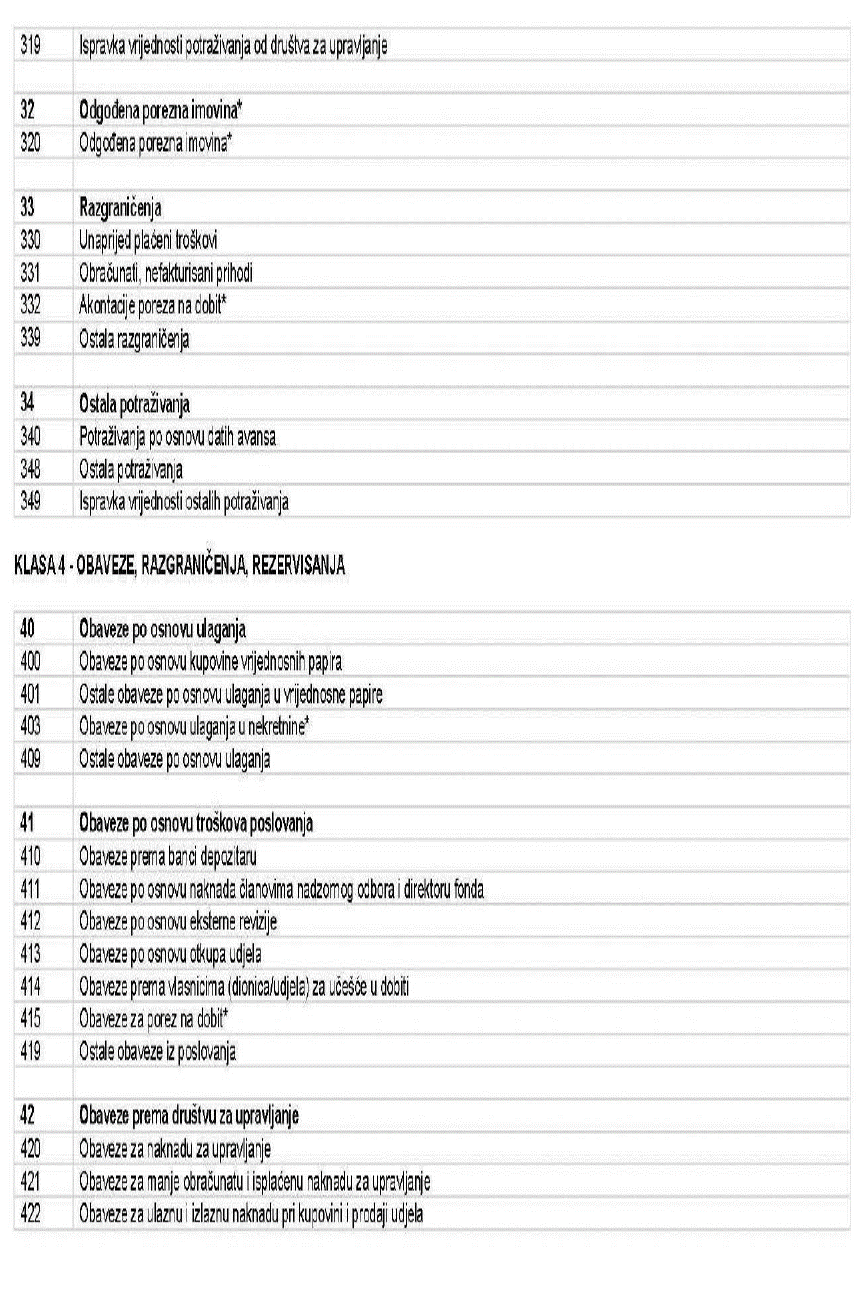 319 Ispravka vrijednosti potraživanja od društva za upravljanje
32 Odgođena porezna imovina*
320 Odgođena porezna imovina*
33 Razgraničenja
330 Unaprijed plaćeni troškovi
331 Obračunati, nefakturisani prihodi
332 Akontacije poreza na dobit*
339 Ostala razgraničenja
34 Ostala potraživanja
340 Potraživanja po osnovu datih avansa
348 Ostala potraživanja
349 Ispravka vrijednosti ostalih potraživanja
KLASA 4 - OBAVEZE, RAZGRANIČENJA, REZERVISANJA
40 Obaveze po osnovu ulaganja
400 Obaveze po osnovu kupovine vrijednosnih papira
401 Ostale obaveze po osnovu ulaganja u vrijednosne papire
403 Obaveze po osnovu ulaganja u nekretnine*
409 Ostale obaveze po osnovu ulaganja
41 Obaveze po osnovu troškova poslovanja
410 Obaveze prema banci depozitaru
411 Obaveze po osnovu naknada članovima nadzornog odbora i direktoru fonda
412 Obaveze po osnovu eksterne revizije
413 Obaveze po osnovu otkupa udjela
414 Obaveze prema vlasnicima (dionica/udjela) za učešće u dobiti
415 Obaveze za porez na dobit*
419 Ostale obaveze iz poslovanja
42 Obaveze prema društvu za upravljanje
420 Obaveze za naknadu za upravljanje
421 Obaveze za manje obračunatu i isplaćenu naknadu za upravljanje
422 Obaveze za ulaznu i izlaznu naknadu pri kupovini i prodaji udjela